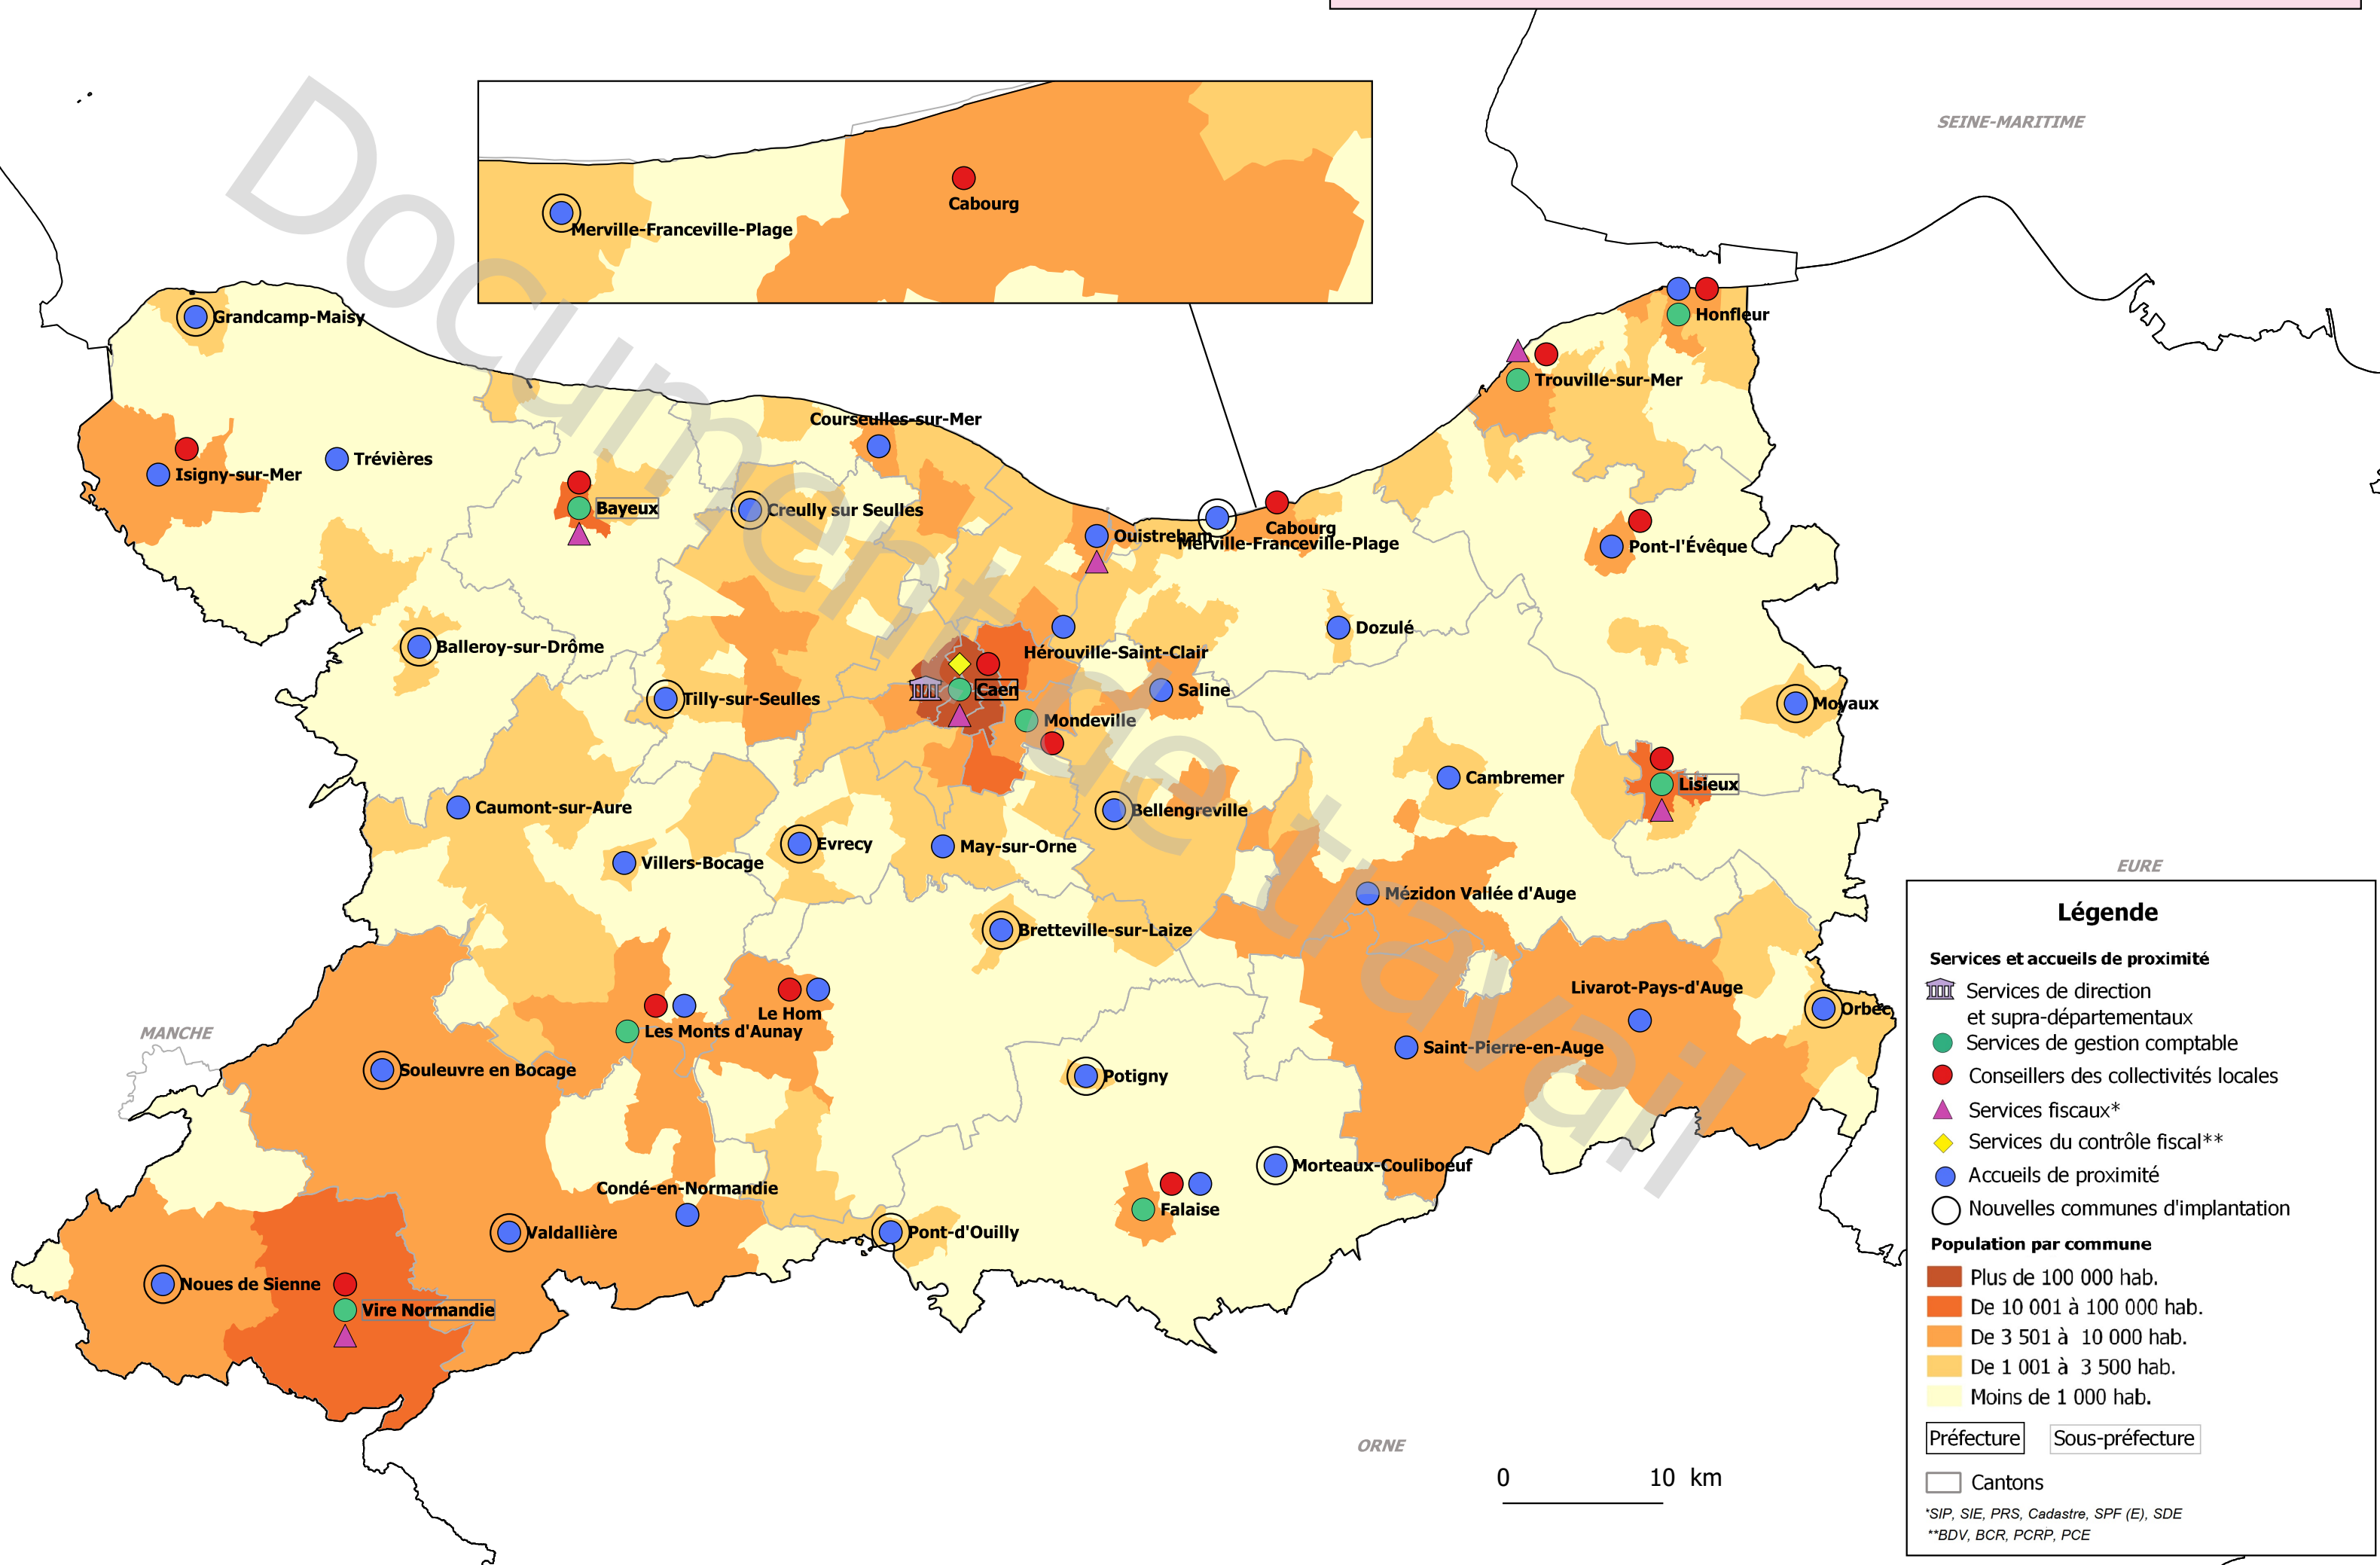 SEINE-MARITIME
Cabourg
Merville-Franceville-Plage
Honfleur
Grandcamp-Maisy
Trouville-sur-Mer
Courseulles-sur-Mer
Trévières
Isigny-sur-Mer
Bayeux
Creully sur Seulles
Ouistreham
Cabourg
Merville-Franceville-Plage
Pont-l'Évêque
Dozulé
Balleroy-sur-Drôme
Hérouville-Saint-Clair
Caen
Saline
Tilly-sur-Seulles
Moyaux
Mondeville
Cambremer
Lisieux
Caumont-sur-Aure
Bellengreville
Evrecy
May-sur-Orne
Villers-Bocage
EURE
Mézidon Vallée d'Auge
Bretteville-sur-Laize
Livarot-Pays-d'Auge
Orbec
Le Hom
Les Monts d'Aunay
MANCHE
Saint-Pierre-en-Auge
Souleuvre en Bocage
Potigny
Morteaux-Couliboeuf
Condé-en-Normandie
Falaise
Valdallière
Pont-d'Ouilly
Noues de Sienne
Vire Normandie
ORNE
0 10 km
Document de travail
Légende
Services et accueils de proximité
Services de direction
et supra-départementaux
Services de gestion comptable
Conseillers des collectivités locales
Services fiscaux*
Services du contrôle fiscal**
Accueils de proximité
Nouvelles communes d'implantation
Population par commune
Plus de 100 000 hab.
De 10 001 à 100 000 hab.
De 3 501 à 10 000 hab.
De 1 001 à 3 500 hab.
Moins de 1 000 hab.
Préfecture Sous-préfecture
Cantons
*SIP, SIE, PRS, Cadastre, SPF (E), SDE
**BDV, BCR, PCRP, PCE